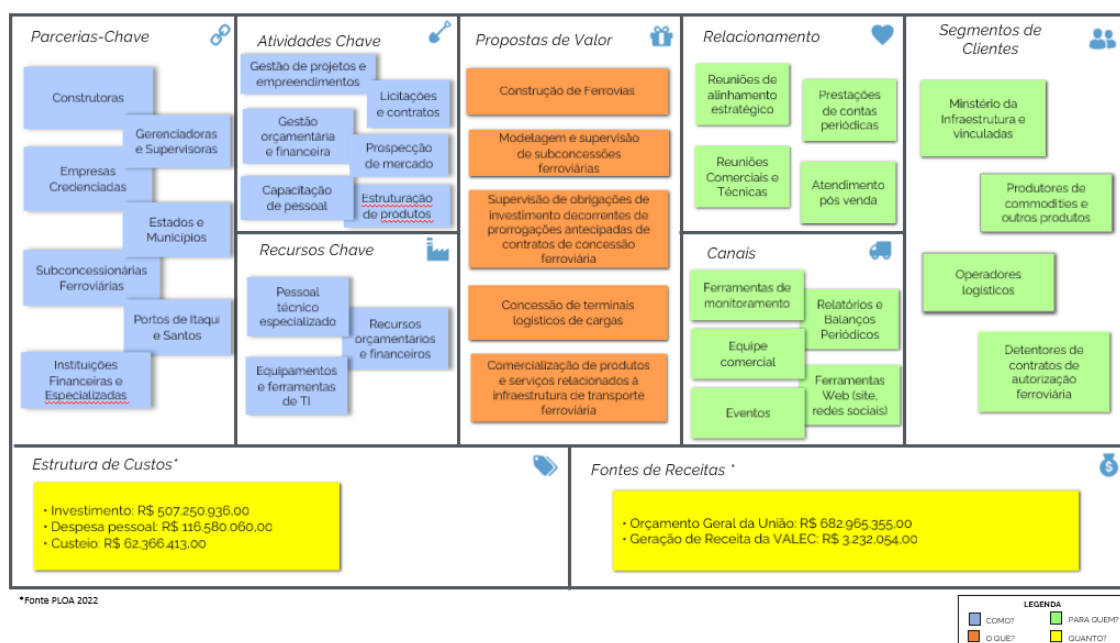 Parcerias-Chave
Construtoras
Gerenciadoras
e Supervisoras
Empresas
Credenciadas
Estados e
Municípios
Subconcessionárias
Ferroviárias
Portos de Itaqui
e Santos
Instituições
Financeiras e
Especializadas
Atividades Chave
Gestão de projetos e
empreendimentos
Licitações
e contratos
Gestão
orçamentária
e financeira
Prospecção
de mercado
Capacitação
de pessoal
Estruturação
de produtos
Recursos Chave
Pessoal
técnico
especializado
Recursos
orçamentários
e financeiros
Equipamentos
e ferramentas
de TI
Propostas de Valor
Construção de Ferrovias
Modelagem e supervisão
de subconcessões
ferroviárias
Supervisão de obrigações de
investimento decorrentes de
prorrogações antecipadas de
contratos de concessão
ferroviária
Concessão de terminais
logísticos de cargas
Comercialização de produtos
e serviços relacionados à
infraestrutura de transporte
ferroviária
Relacionamento
Reuniões de
alinhamento
estratégico
Prestações
de contas
periódicas
Reuniões
Comerciais e
Técnicas
Atendimento
pós venda
Canais
Ferramentas de
monitoramento
Relatórios e
Balanços
Periódicos
Equipe
comercial
Ferramentas
Web (site,
redes sociais)
Eventos
Segmentos de
Clientes
Minstério da
Infraestrutura e
vinculadas
Produtores de
commodities e
outros produtos
Operadores
logísticos
Detentores de
contratos de
autorização
ferroviária
Estrutura de Custos*
• Investimento: R$ 507.250.936,00
• Despesa pessoal: R$ 116.580.060,00
• Custeio: R$ 62.366.413,00
Fontes de Receitas *
• Orçamento Geral da União: R$ 682.965.355,00
• Geração de Receita da VALEC: R$ 3.232.054,00
*Fonte PLOA 2022
LEGENDA
COMO?
PARA QUEM?
O QUE?
QUANTO?